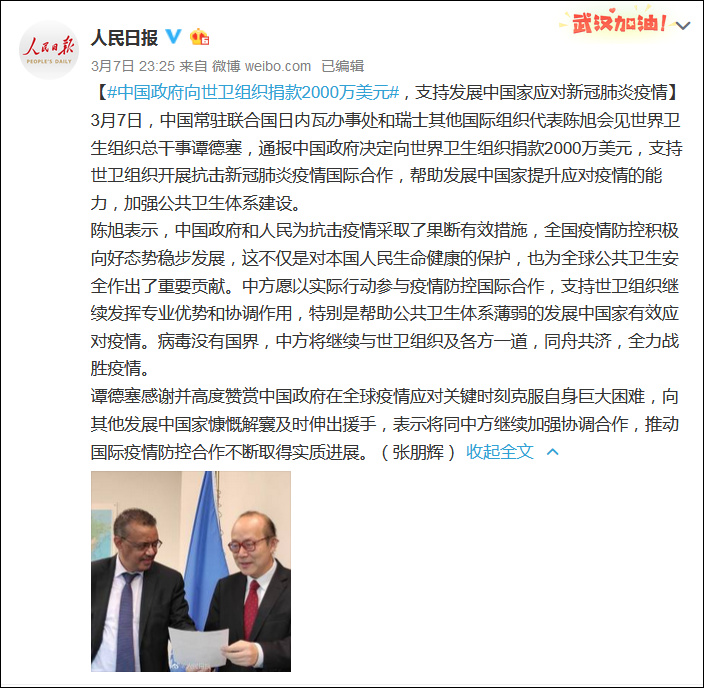 武汉加油!
人民日报
PEOPLE'S DAILY
人民日报
3月7日 23:25 来自 微博 weibo.com 已编辑
【#中国政府向世卫组织捐款2000万美元#，支持发展中国家应对新冠肺炎疫情】
3月7日，中国常驻联合国日内瓦办事处和瑞士其他国际组织代表陈旭会见世界卫
生组织总干事谭德塞，通报中国政府决定向世界卫生组织捐款2000万美元，支持
世卫组织开展抗击新冠肺炎疫情国际合作，帮助发展中国家提升应对疫情的能
力，加强公共卫生体系建设。
陈旭表示，中国政府和人民为抗击疫情采取了果断有效措施，全国疫情防控积极
向好态势稳步发展，这不仅是对本国人民生命健康的保护，也为全球公共卫生安
全作出了重要贡献。中方愿以实际行动参与疫情防控国际合作，支持世卫组织继
续发挥专业优势和协调作用，特别是帮助公共卫生体系薄弱的发展中国家有效应
对疫情。病毒没有国界，中方将继续与世卫组织及各方一道，同舟共济，全力战
胜疫情。
谭德塞感谢并高度赞赏中国政府在全球疫情应对关键时刻克服自身巨大困难，向
其他发展中国家慷慨解囊及时伸出援手，表示将同中方继续加强协调合作，推动
国际疫情防控合作不断取得实质进展。（张朋辉） 收起全文